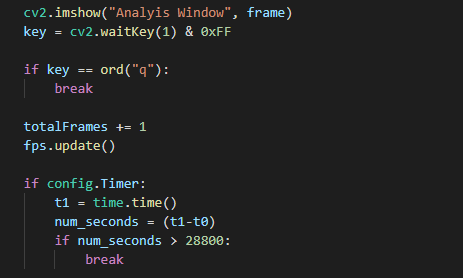 cv2.imshow("Analyis Window", frame)
key = cv2.waitKey(1) & 0xFF
if key == ord("q"):
break
totalFrames += 1
fps.update()
if config.Timer:
t1 = time.time()
num_seconds = (t1-t0)
if num_seconds > 28800:
break